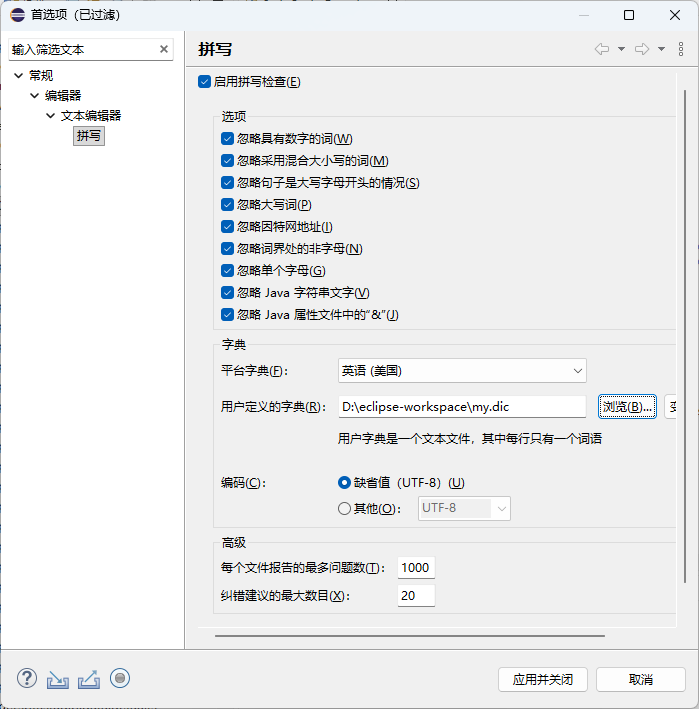 首选项（已过滤）
输入筛选文本
常规
编辑器
文本编辑器
拼写
拼写
启用拼写检查(E)
选项
忽略具有数字的词(W)
忽略采用混合大小写的词(M)
忽略句子是大写字母开头的情况(S)
忽略大写词(P)
忽略因特网地址(I)
忽略词界处的非字母(N)
忽略单个字母(G)
忽略 Java 字符串文字(V)
忽略 Java 属性文件中的“&”(J)
字典
平台字典(F)： 英语 (美国)
用户定义的字典(R)： D:\eclipse-workspace\my.dic 浏览(B)...
用户字典是一个文本文件，其中每行只有一个词语
编码(C)： 缺省值（UTF-8）(U)
其他(O)： UTF-8
高级
每个文件报告的最多问题数(T)： 1000
纠错建议的最大数目(X)： 20
应用并关闭 取消